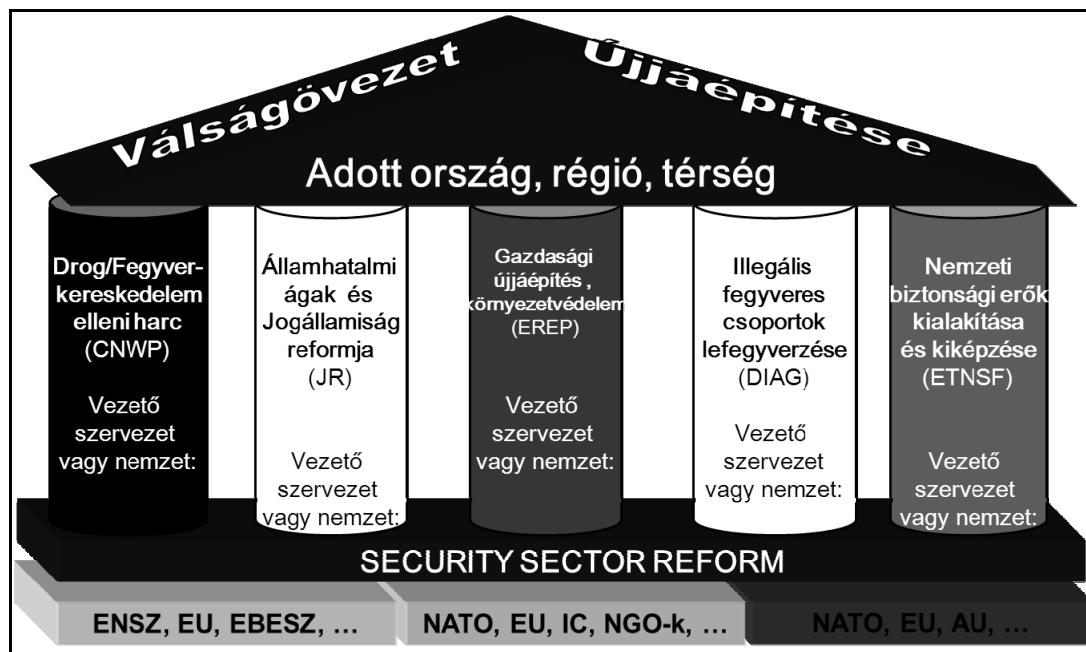 Válságövezet Újjáépítése
Adott ország, régió, térség
Drog/Fegyver-
kereskedelem
elleni harc
(CNWP)
Vezető
szervezet
vagy nemzet:
Államhatalmi
ágak és
Jogállamiság
reformja
(JR)
Vezető
szervezet
vagy nemzet:
Gazdasági
újjáépítés ,
környezetvédelem
(EREP)
Vezető
szervezet
vagy nemzet:
Illegális
fegyveres
csoportok
lefegyverzése
(DIAG)
Vezető
szervezet
vagy nemzet:
Nemzeti
biztonsági erők
kialakítása
és kiképzése
(ETNSF)
Vezető
szervezet
vagy nemzet:
SECURITY SECTOR REFORM
ENSZ, EU, EBESZ, …
NATO, EU, IC, NGO-k, …
NATO, EU, AU, …